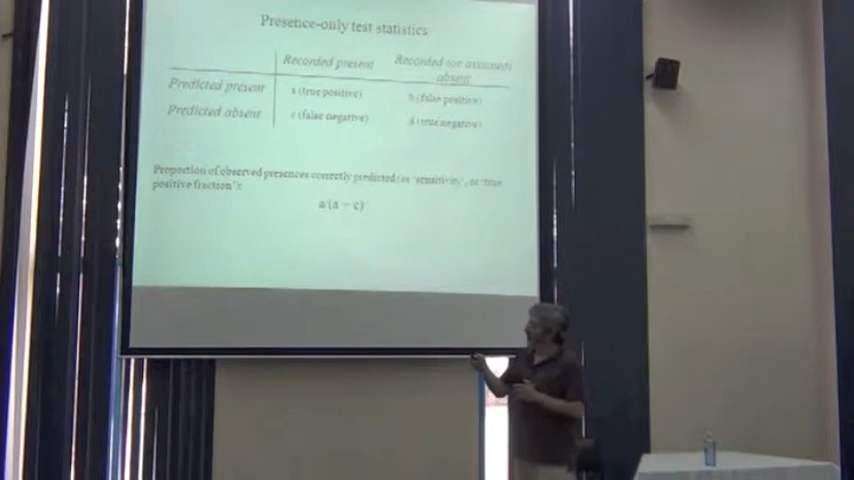 Presence-only test statistics
Recorded present
Recorded (or assumed)
absent
Predicted present
a (true positive)
b (false positive)
Predicted absent
c (false negative)
d (true negative)
Proportion of observed presences correctly predicted (or 'sensitivity', or 'true
positive fraction'):
a/(a + c)